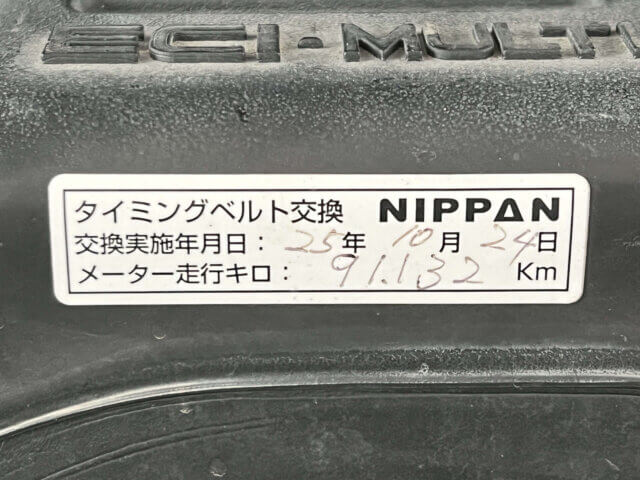 ECI-MULTI
タイミングベルト交換 NIPPAN
交換実施年月日：25年 10月 24日
メーター走行キロ：91.132 Km